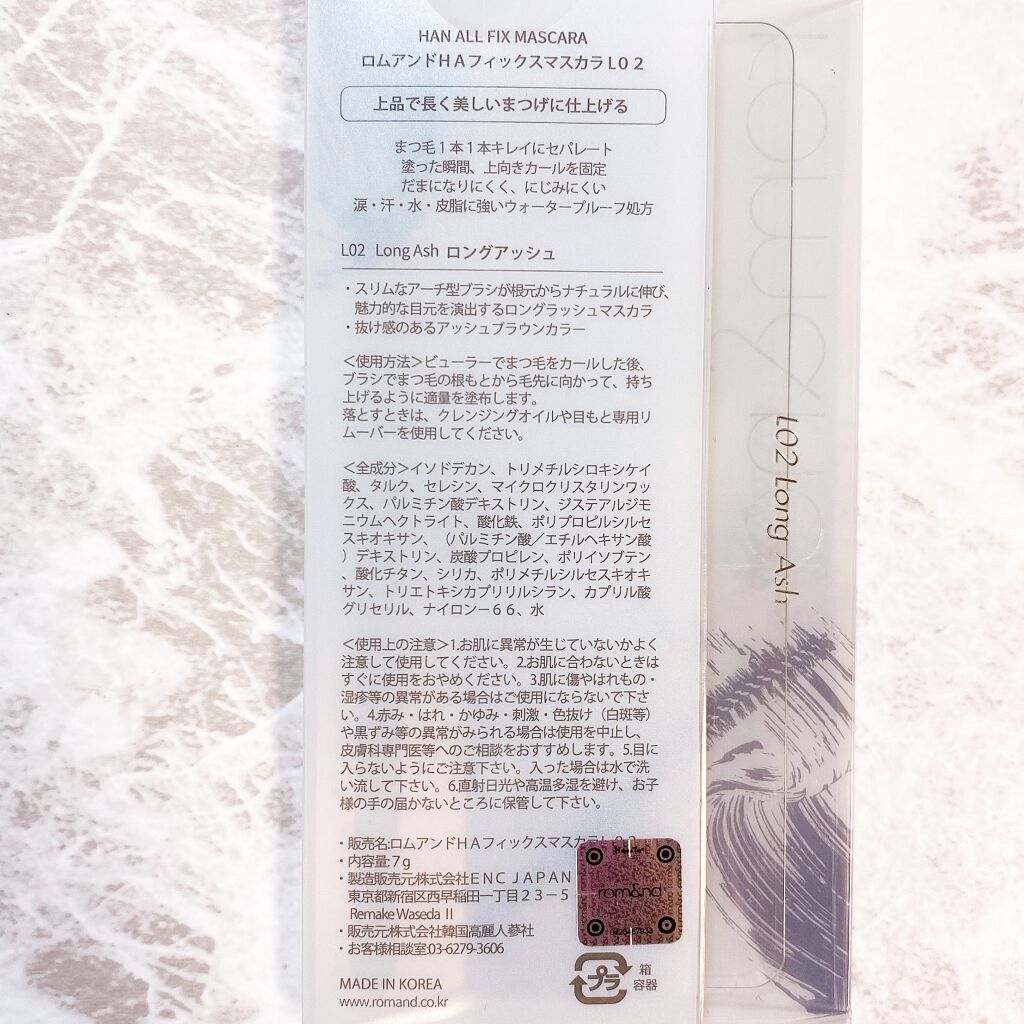 HAN ALL FIX MASCARA
ロムアンドＨＡフィックスマスカラＬ０２
上品で長く美しいまつげに仕上げる
まつ毛１本１本キレイにセパレート
塗った瞬間、上向きカールを固定
だまになりにくく、にじみにくい
涙・汗・水・皮脂に強いウォータープルーフ処方
L02 Long Ash ロングアッシュ
・スリムなアーチ型ブラシが根元からナチュラルに伸び、
魅力的な目元を演出するロングラッシュマスカラ
・抜け感のあるアッシュブラウンカラー
＜使用方法＞ビューラーでまつ毛をカールした後、
ブラシでまつ毛の根もとから毛先に向かって、持ち
上げるように適量を塗布します。
落とすときは、クレンジングオイルや目もと専用リ
ムーバーを使用してください。
＜全成分＞イソドデカン、トリメチルシロキシケイ
酸、タルク、セレシン、マイクロクリスタリンワッ
クス、パルミチン酸デキストリン、ジステアルジモ
ニウムヘクトライト、酸化鉄、ポリプロピルシルセ
スキオキサン、（パルミチン酸／エチルヘキサン酸
）デキストリン、炭酸プロピレン、ポリイソブテン
、酸化チタン、シリカ、ポリメチルシルセスキオキ
サン、トリエトキシカプリリルシラン、カプリル酸
グリセリル、ナイロン－６６、水
＜使用上の注意＞1.お肌に異常が生じていないかよく
注意して使用してください。2.お肌に合わないときは
すぐに使用をおやめください。3.肌に傷やはれもの・
湿疹等の異常がある場合はご使用にならないで下さ
い。4.赤み・はれ・かゆみ・刺激・色抜け（白斑等）
や黒ずみ等の異常がみられる場合は使用を中止し、
皮膚科専門医等へのご相談をおすすめします。5.目に
入らないようにご注意下さい。入った場合は水で洗
い流して下さい。6.直射日光や高温多湿を避け、お子
様の手の届かないところに保管して下さい。
・販売名:ロムアンドＨＡフィックスマスカラＬ０２
・内容量:7ｇ
・製造販売元:株式会社ＥＮＣ ＪＡＰＡＮ
東京都新宿区西早稲田一丁目２３－５
Remake Waseda Ⅱ
・販売元:株式会社韓国高麗人蔘社
・お客様相談室:03-6279-3606
MADE IN KOREA
www.romand.co.kr
rom&nd
プラ
箱
容器
L02 Long Ash
rom&nd